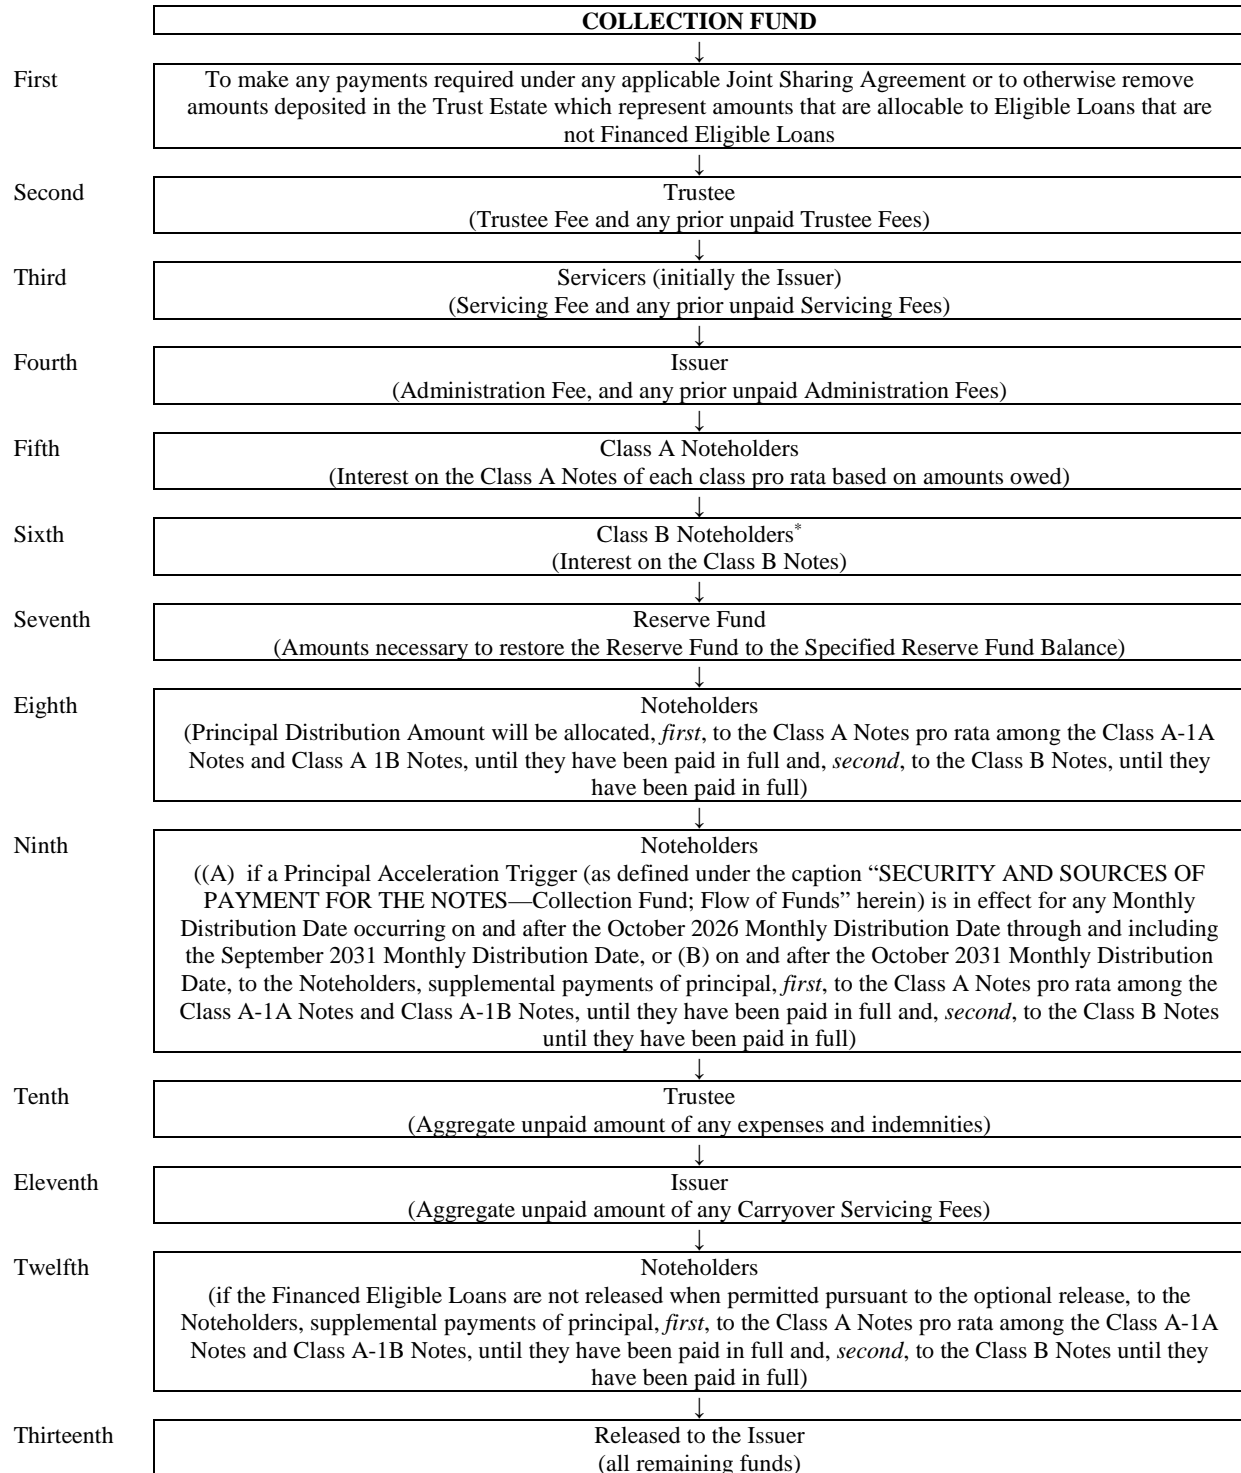 COLLECTION FUND
↓
First
To make any payments required under any applicable Joint Sharing Agreement or to otherwise remove
amounts deposited in the Trust Estate which represent amounts that are allocable to Eligible Loans that are
not Financed Eligible Loans
↓
Second
Trustee
(Trustee Fee and any prior unpaid Trustee Fees)
↓
Third
Servicers (initially the Issuer)
(Servicing Fee and any prior unpaid Servicing Fees)
↓
Fourth
Issuer
(Administration Fee, and any prior unpaid Administration Fees)
↓
Fifth
Class A Noteholders
(Interest on the Class A Notes of each class pro rata based on amounts owed)
↓
Sixth
Class B Noteholders*
(Interest on the Class B Notes)
↓
Seventh
Reserve Fund
(Amounts necessary to restore the Reserve Fund to the Specified Reserve Fund Balance)
↓
Eighth
Noteholders
(Principal Distribution Amount will be allocated, first, to the Class A Notes pro rata among the Class A-1A
Notes and Class A 1B Notes, until they have been paid in full and, second, to the Class B Notes, until they
have been paid in full)
↓
Ninth
Noteholders
((A) if a Principal Acceleration Trigger (as defined under the caption “SECURITY AND SOURCES OF
PAYMENT FOR THE NOTES—Collection Fund; Flow of Funds” herein) is in effect for any Monthly
Distribution Date occurring on and after the October 2026 Monthly Distribution Date through and including
the September 2031 Monthly Distribution Date, or (B) on and after the October 2031 Monthly Distribution
Date, to the Noteholders, supplemental payments of principal, first, to the Class A Notes pro rata among the
Class A-1A Notes and Class A-1B Notes, until they have been paid in full and, second, to the Class B Notes
until they have been paid in full)
↓
Tenth
Trustee
(Aggregate unpaid amount of any expenses and indemnities)
↓
Eleventh
Issuer
(Aggregate unpaid amount of any Carryover Servicing Fees)
↓
Twelfth
Noteholders
(if the Financed Eligible Loans are not released when permitted pursuant to the optional release, to the
Noteholders, supplemental payments of principal, first, to the Class A Notes pro rata among the Class A-1A
Notes and Class A-1B Notes, until they have been paid in full and, second, to the Class B Notes until they
have been paid in full)
↓
Thirteenth
Released to the Issuer
(all remaining funds)